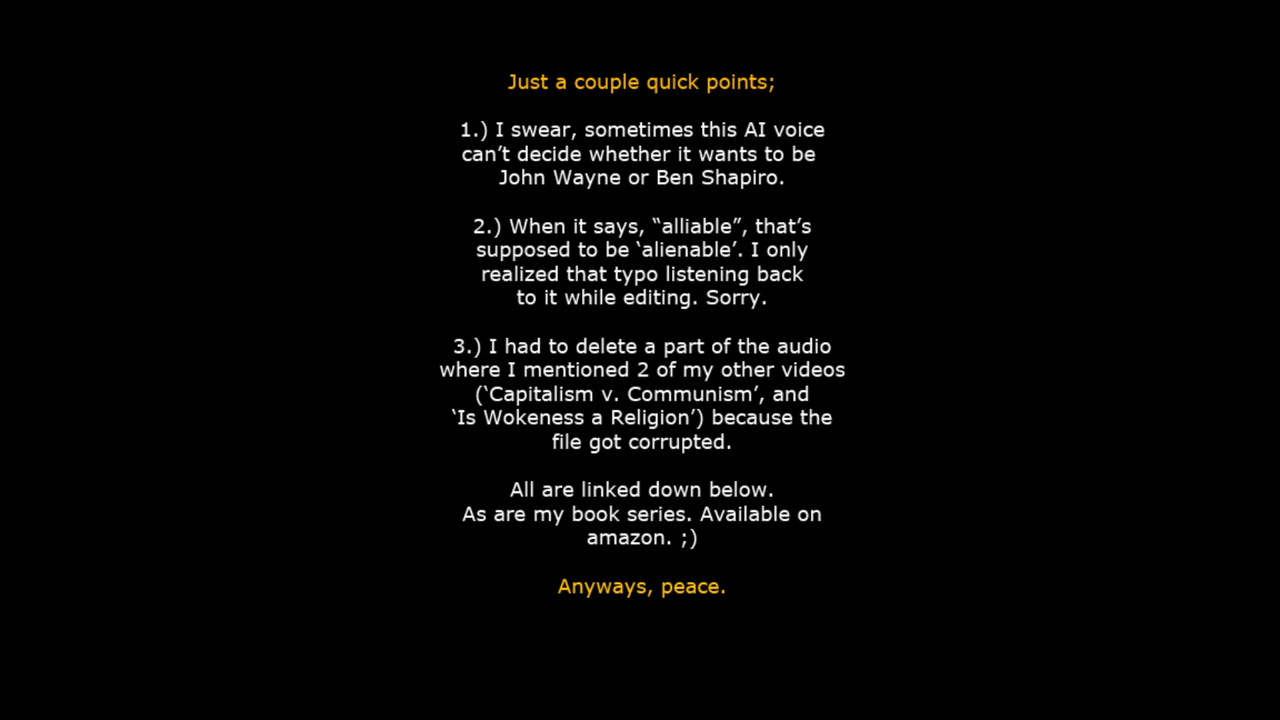 Just a couple quick points;
1.) I swear, sometimes this AI voice
can’t decide whether it wants to be
John Wayne or Ben Shapiro.
2.) When it says, “alliable”, that’s
supposed to be ‘alienable’. I only
realized that typo listening back
to it while editing. Sorry.
3.) I had to delete a part of the audio
where I mentioned 2 of my other videos
(‘Capitalism v. Communism’, and
‘Is Wokeness a Religion’) because the
file got corrupted.
All are linked down below.
As are my book series. Available on
amazon. ;)
Anyways, peace.